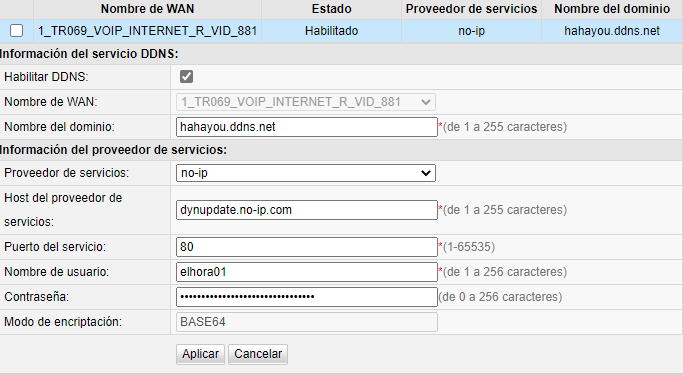 Nombre de WAN Estado Proveedor de servicios Nombre del dominio
1_TR069_VOIP_INTERNET_R_VID_881 Habilitado no-ip hahayou.ddns.net
Información del servicio DDNS:
Habilitar DDNS:
Nombre de WAN: 1_TR069_VOIP_INTERNET_R_VID_881
Nombre del dominio: hahayou.ddns.net *(de 1 a 255 caracteres)
Información del proveedor de servicios:
Proveedor de servicios: no-ip
Host del proveedor de
servicios: dynupdate.no-ip.com *(de 1 a 255 caracteres)
Puerto del servicio: 80 *(1-65535)
Nombre de usuario: elhora01 *(de 1 a 256 caracteres)
Contraseña: •••••••••••••••••••••••••••••••• (de 0 a 256 caracteres)
Modo de encriptación: BASE64
Aplicar Cancelar